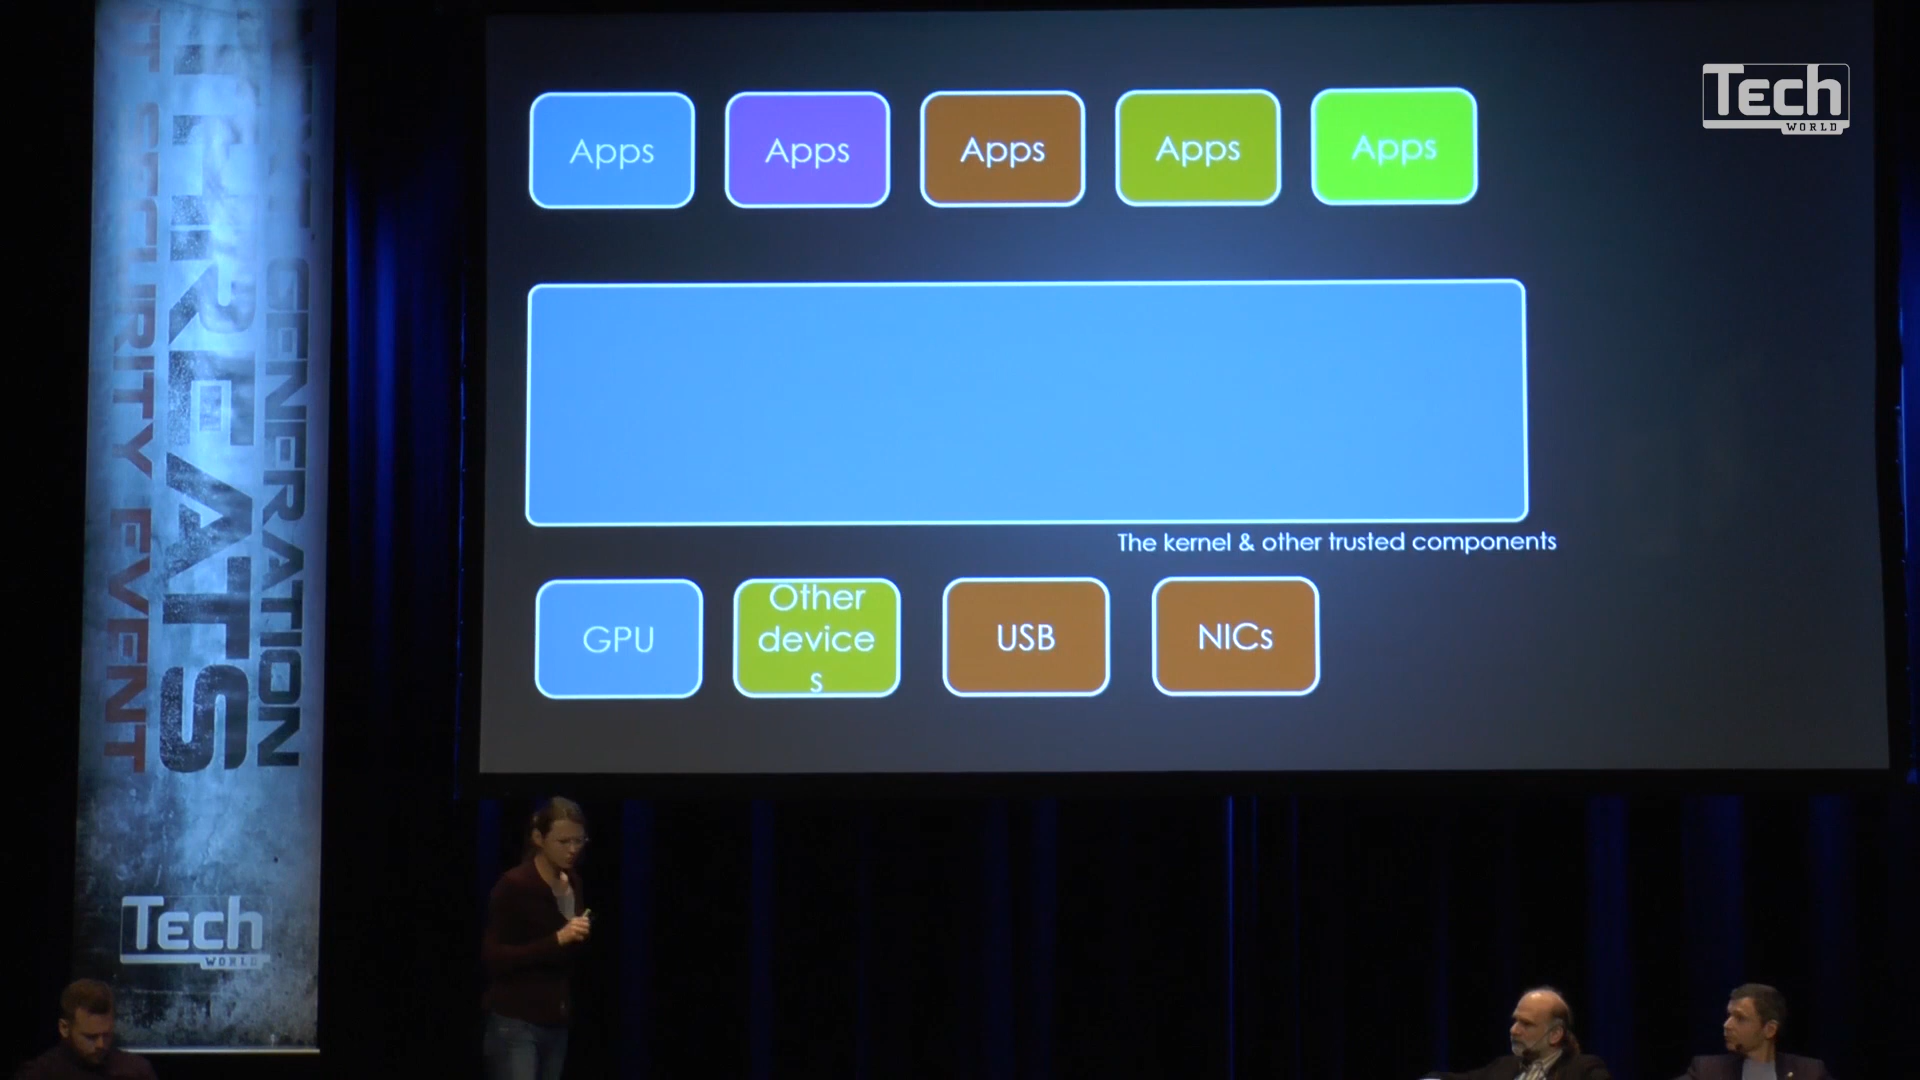 NEXT GENERATION
THREATS
IT SECURITY EVENT
Tech
WORLD
Apps
Apps
Apps
Apps
Apps
The kernel & other trusted components
GPU
Other
device
s
USB
NICs
Tech
WORLD